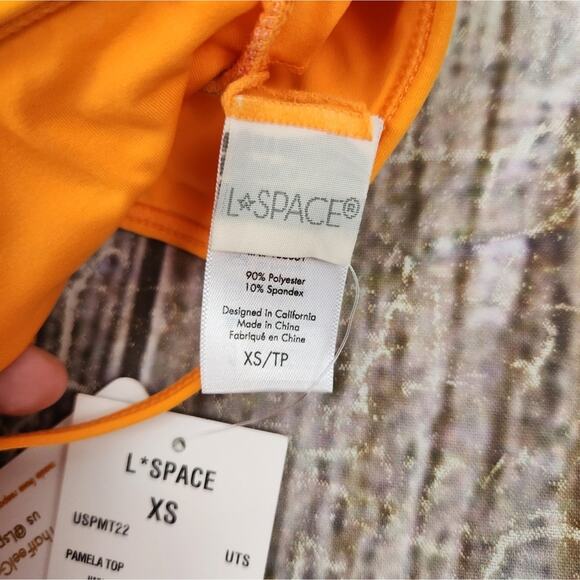 L*SPACE®
90% Polyester
10% Spandex
Designed in California
Made in China
Fabriqué en Chine
XS/TP
L*SPACE
XS
USPMT22
UTS
PAMELA TOP